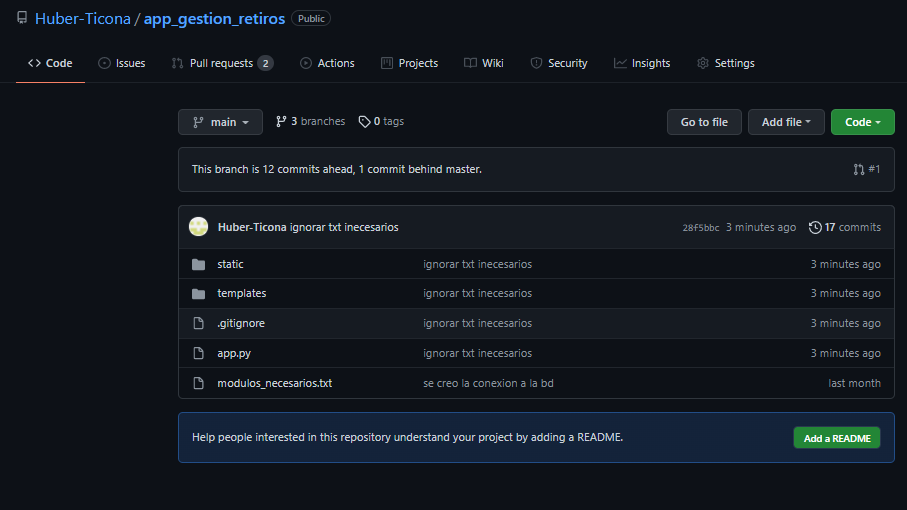 Huber-Ticona / app_gestion_retiros Public
Code Issues Pull requests 2 Actions Projects Wiki Security Insights Settings
main 3 branches 0 tags Go to file Add file Code
This branch is 12 commits ahead, 1 commit behind master. #1
Huber-Ticona ignorar txt inecesarios 28f5bbc 3 minutes ago 17 commits
static ignorar txt inecesarios 3 minutes ago
templates ignorar txt inecesarios 3 minutes ago
.gitignore ignorar txt inecesarios 3 minutes ago
app.py ignorar txt inecesarios 3 minutes ago
modulos_necesarios.txt se creo la conexion a la bd last month
Help people interested in this repository understand your project by adding a README. Add a README